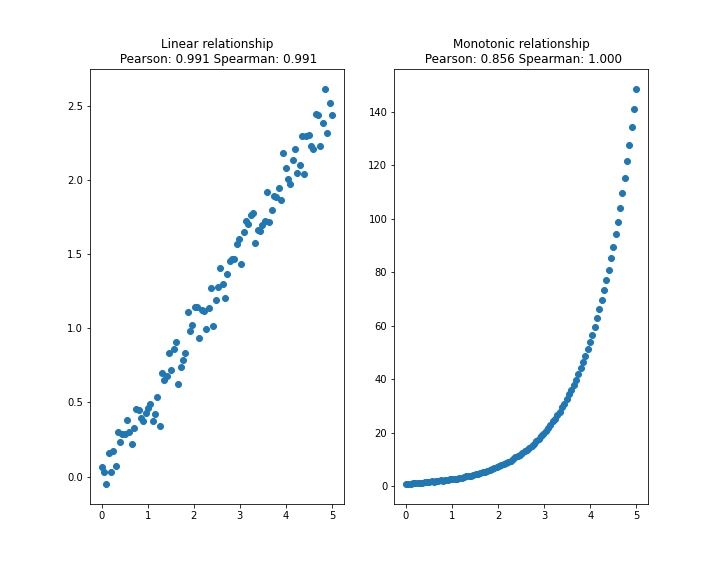 Linear relationship
Pearson: 0.991 Spearman: 0.991
2.5
2.0
1.5
1.0
0.5
0.0
0 1 2 3 4 5
Monotonic relationship
Pearson: 0.856 Spearman: 1.000
140
120
100
80
60
40
20
0
0 1 2 3 4 5